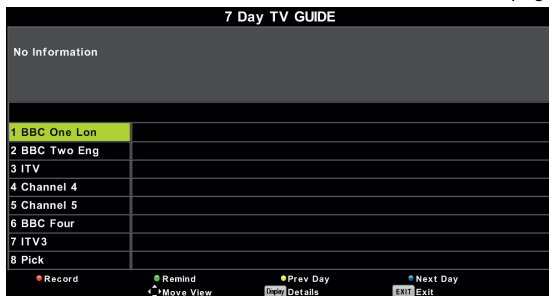 7 Day TV GUIDE
No Information
1 BBC One Lon
2 BBC Two Eng
3 ITV
4 Channel 4
5 Channel 5
6 BBC Four
7 ITV3
8 Pick
Record Remind Prev Day Next Day
Move View Display Details EXIT Exit